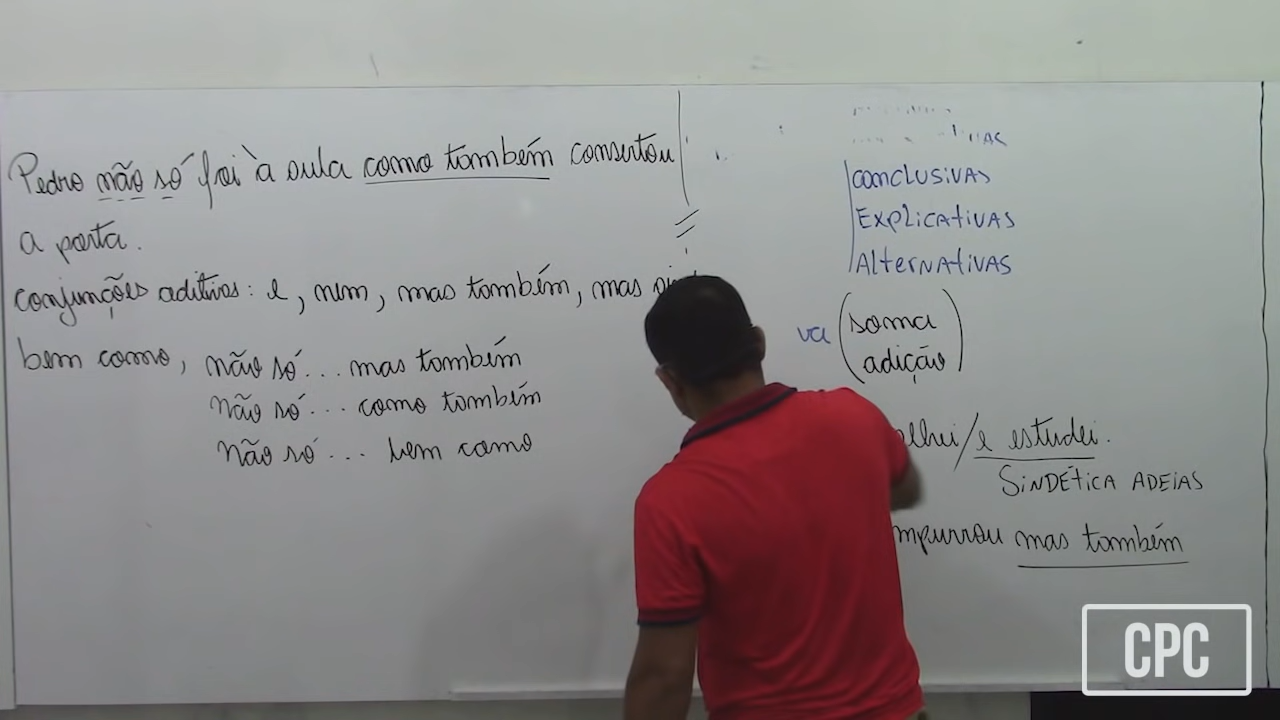 Pedro não só foi à aula como também consertou
a porta.
conjunções aditivas: e, nem, mas também, mas
bem como, não só... mas também
não só... como também
não só... bem como
CONCLUSIVAS
EXPLICATIVAS
ALTERNATIVAS
va (soma
adição)
/e estudei.
SINDÉTICA ADEIAS
mpurrou mas também
CPC